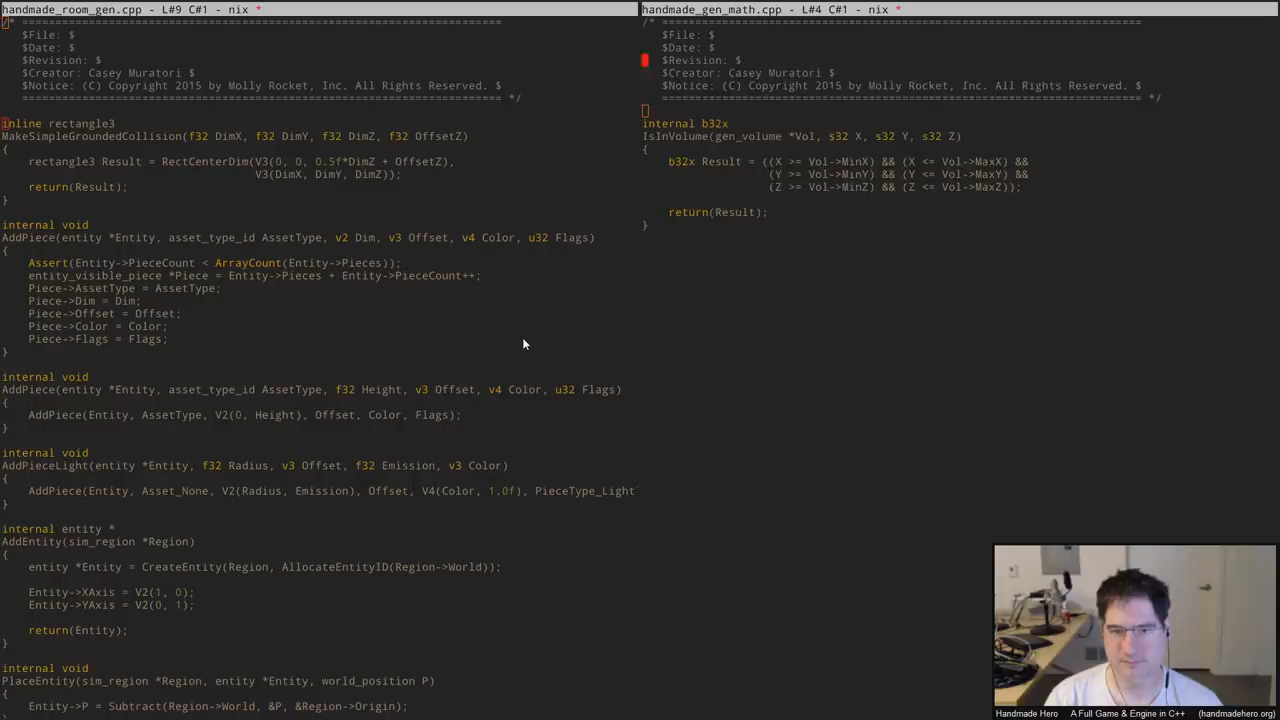 handmade_room_gen.cpp - L#9 C#1 - nix *
/* ========================================================================
$File: $
$Date: $
$Revision: $
$Creator: Casey Muratori $
$Notice: (C) Copyright 2015 by Molly Rocket, Inc. All Rights Reserved. $
======================================================================== */
inline rectangle3
MakeSimpleGroundedCollision(f32 DimX, f32 DimY, f32 DimZ, f32 OffsetZ)
{
rectangle3 Result = RectCenterDim(V3(0, 0, 0.5f*DimZ + OffsetZ),
V3(DimX, DimY, DimZ));
return(Result);
}
internal void
AddPiece(entity *Entity, asset_type_id AssetType, v2 Dim, v3 Offset, v4 Color, u32 Flags)
{
Assert(Entity->PieceCount < ArrayCount(Entity->Pieces));
entity_visible_piece *Piece = Entity->Pieces + Entity->PieceCount++;
Piece->AssetType = AssetType;
Piece->Dim = Dim;
Piece->Offset = Offset;
Piece->Color = Color;
Piece->Flags = Flags;
}
internal void
AddPiece(entity *Entity, asset_type_id AssetType, f32 Height, v3 Offset, v4 Color, u32 Flags)
{
AddPiece(Entity, AssetType, V2(0, Height), Offset, Color, Flags);
}
internal void
AddPieceLight(entity *Entity, f32 Radius, v3 Offset, f32 Emission, v3 Color)
{
AddPiece(Entity, Asset_None, V2(Radius, Emission), Offset, V4(Color, 1.0f), PieceType_Light
}
internal entity *
AddEntity(sim_region *Region)
{
entity *Entity = CreateEntity(Region, AllocateEntityID(Region->World));
Entity->XAxis = V2(1, 0);
Entity->YAxis = V2(0, 1);
return(Entity);
}
internal void
PlaceEntity(sim_region *Region, entity *Entity, world_position P)
{
Entity->P = Subtract(Region->World, &P, &Region->Origin);
handmade_gen_math.cpp - L#4 C#1 - nix *
/* ========================================================================
$File: $
$Date: $
$Revision: $
$Creator: Casey Muratori $
$Notice: (C) Copyright 2015 by Molly Rocket, Inc. All Rights Reserved. $
======================================================================== */
internal b32x
IsInVolume(gen_volume *Vol, s32 X, s32 Y, s32 Z)
{
b32x Result = ((X >= Vol->MinX) && (X <= Vol->MaxX) &&
(Y >= Vol->MinY) && (Y <= Vol->MaxY) &&
(Z >= Vol->MinZ) && (Z <= Vol->MaxZ));
return(Result);
}
Handmade Hero A Full Game & Engine in C++ (handmadehero.org)